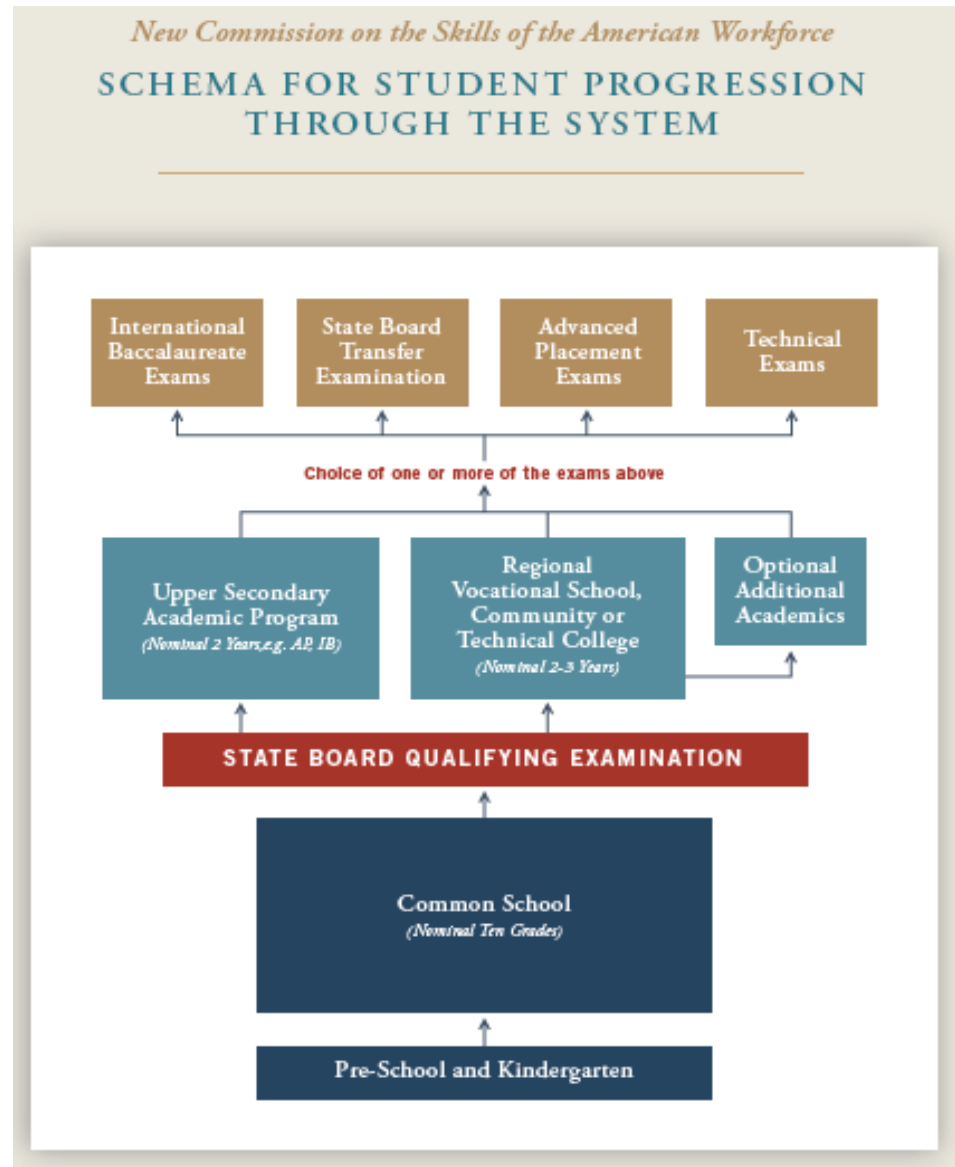 New Commission on the Skills of the American Workforce
SCHEMA FOR STUDENT PROGRESSION
THROUGH THE SYSTEM
International
Baccalaureate
Exams
State Board
Transfer
Examination
Advanced
Placement
Exams
Technical
Exams
Choice of one or more of the exams above
Upper Secondary
Academic Program
(Nominal 2 Years,e.g. AP, IB)
Regional
Vocational School,
Community or
Technical College
(Nominal 2-3 Years)
Optional
Additional
Academics
STATE BOARD QUALIFYING EXAMINATION
Common School
(Nominal Ten Grades)
Pre-School and Kindergarten